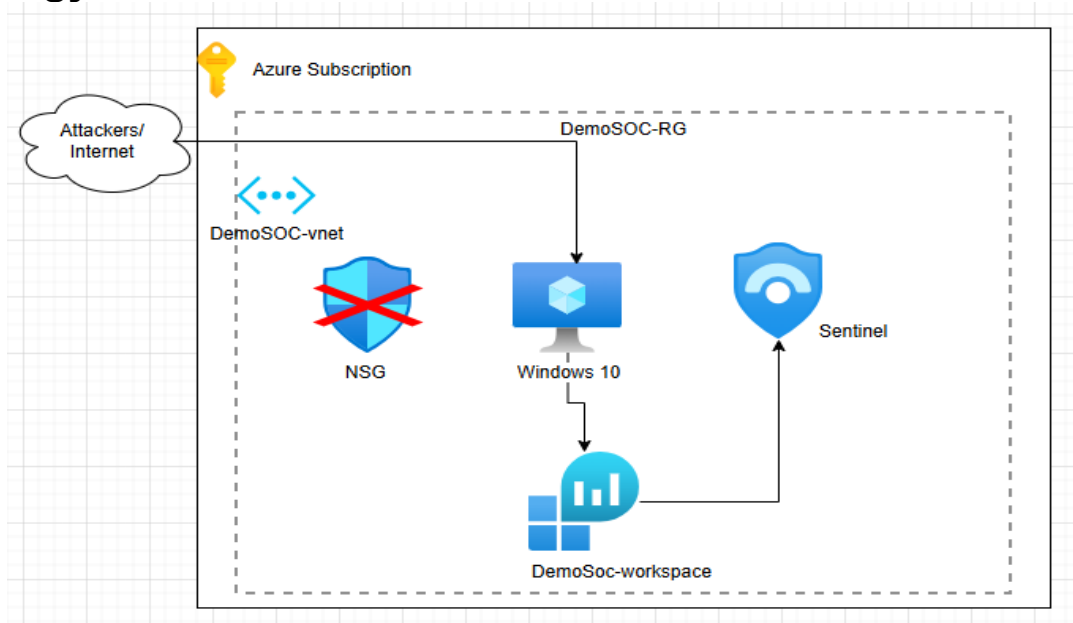 Azure Subscription
Attackers/
Internet
DemoSOC-RG
DemoSOC-vnet
NSG
Windows 10
Sentinel
DemoSoc-workspace